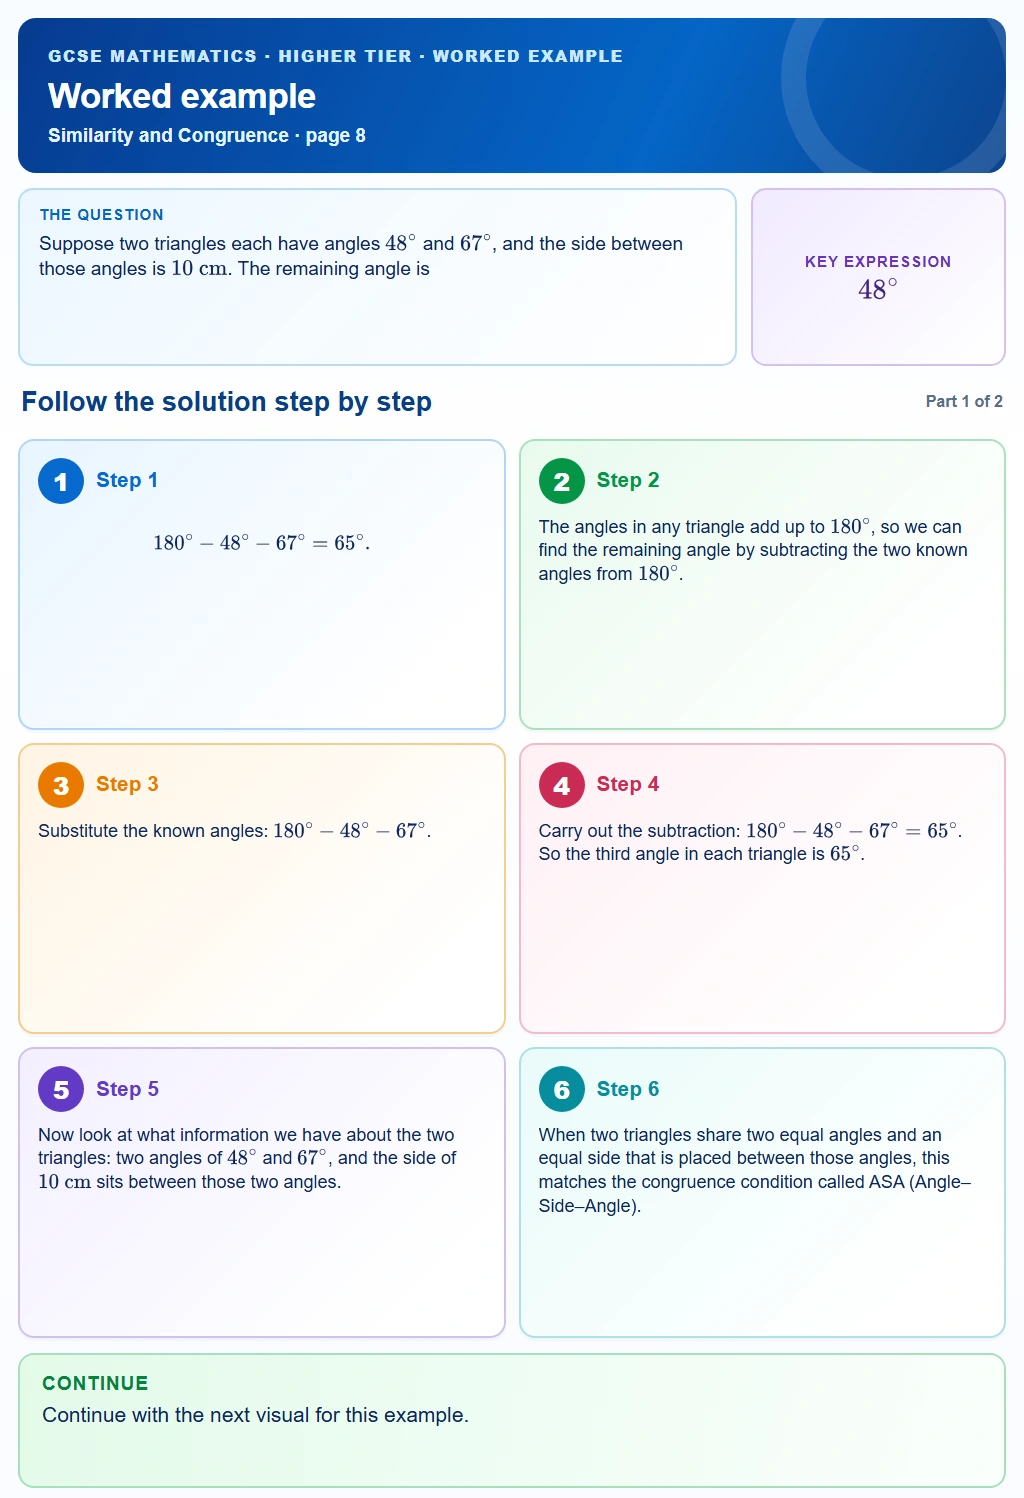 GCSE MATHEMATICS · HIGHER TIER · WORKED EXAMPLE
Worked example
Similarity and Congruence · page 8
THE QUESTION
Suppose two triangles each have angles 48° and 67°, and the side between
those angles is 10 cm. The remaining angle is
KEY EXPRESSION
48°
Follow the solution step by step
Part 1 of 2
1 Step 1
180° − 48° − 67° = 65°.
2 Step 2
The angles in any triangle add up to 180°, so we can
find the remaining angle by subtracting the two known
angles from 180°.
3 Step 3
Substitute the known angles: 180° − 48° − 67°.
4 Step 4
Carry out the subtraction: 180° − 48° − 67° = 65°.
So the third angle in each triangle is 65°.
5 Step 5
Now look at what information we have about the two
triangles: two angles of 48° and 67°, and the side of
10 cm sits between those two angles.
6 Step 6
When two triangles share two equal angles and an
equal side that is placed between those angles, this
matches the congruence condition called ASA (Angle–
Side–Angle).
CONTINUE
Continue with the next visual for this example.